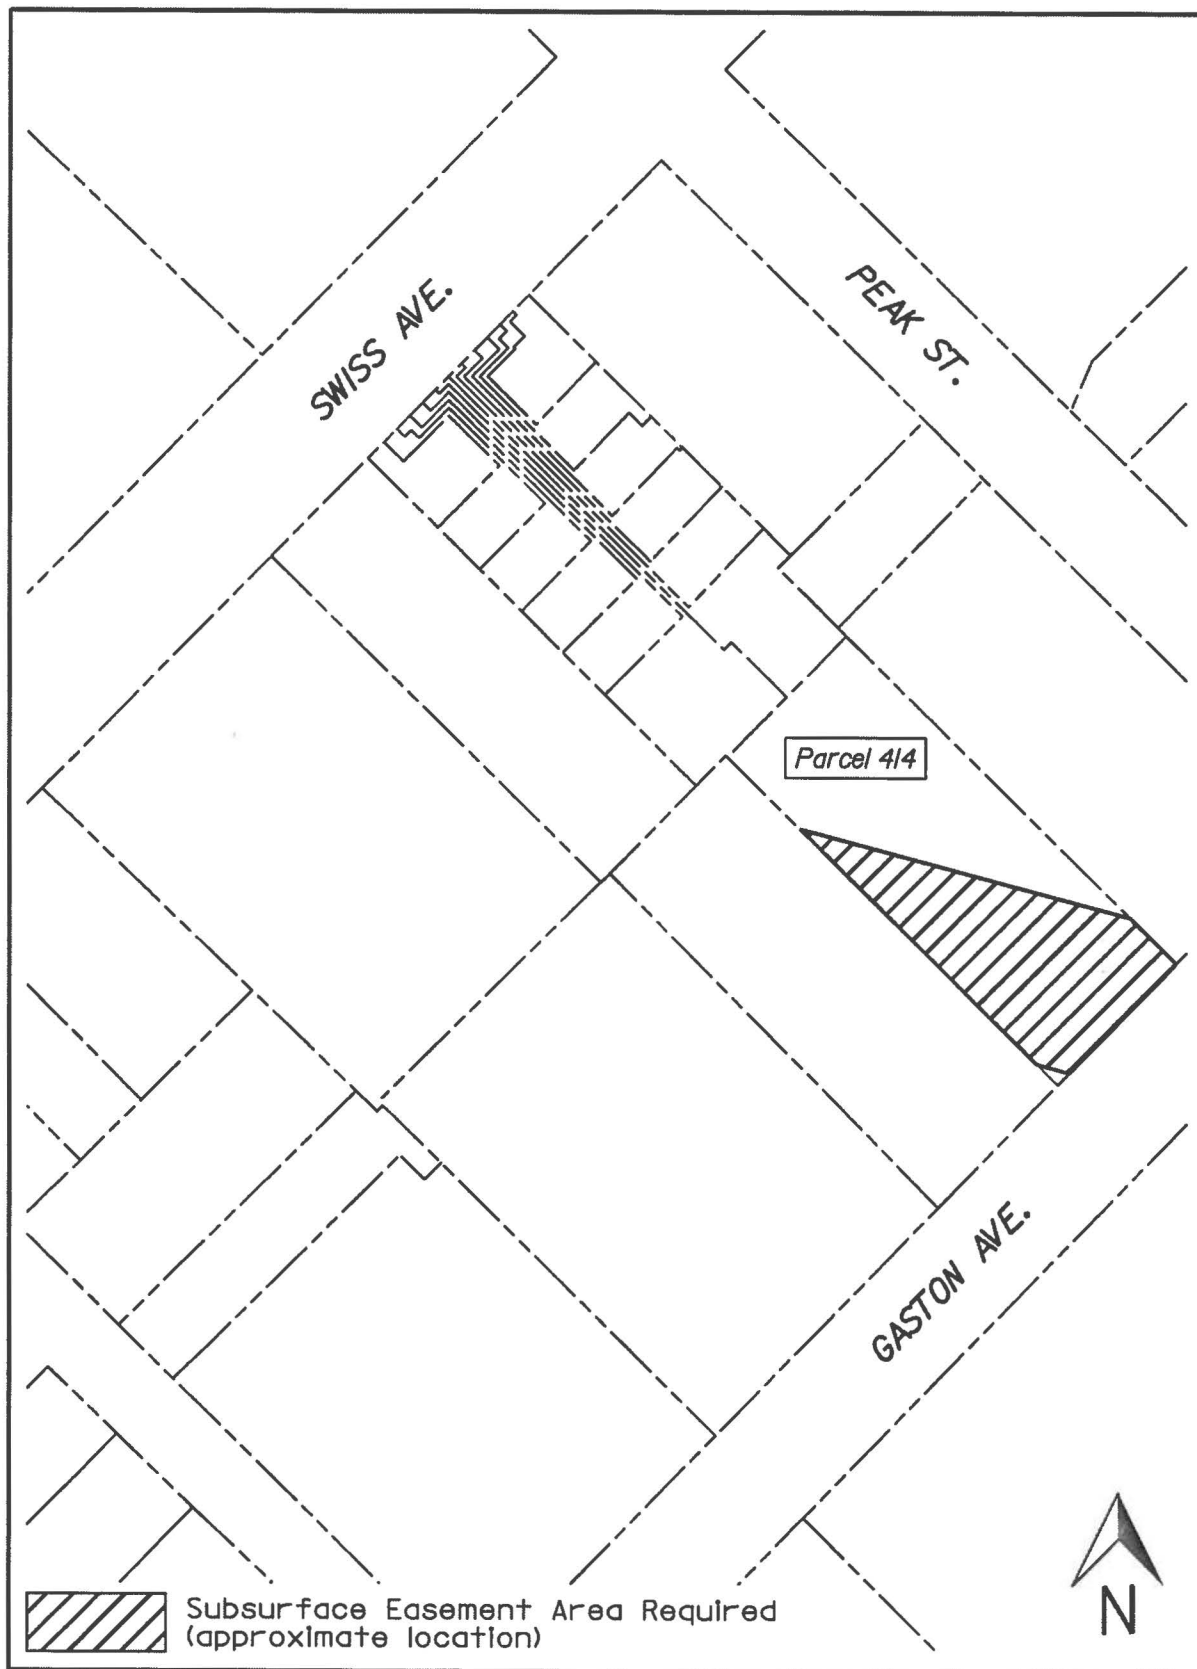 SWISS AVE.
PEAK ST.
Parcel 414
GASTON AVE.
Subsurface Easement Area Required
(approximate location)
N